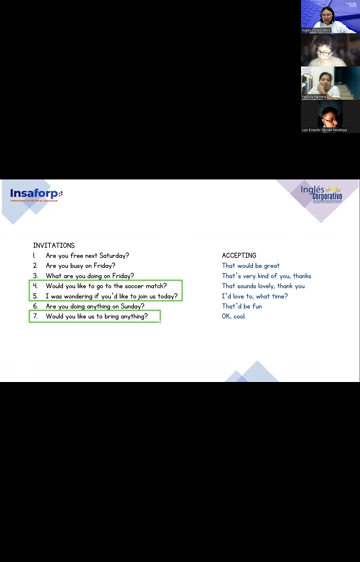 Insaforp
Inglés
Corporativo
INVITATIONS
1. Are you free next Saturday?
2. Are you busy on Friday?
3. What are you doing on Friday?
4. Would you like to go to the soccer match?
5. I was wondering if you'd like to join us today?
6. Are you doing anything on Sunday?
7. Would you like us to bring anything?
ACCEPTING
That would be great
That's very kind of you, thanks
That sounds lovely, thank you
I'd love to, what time?
That'd be fun
OK, cool.